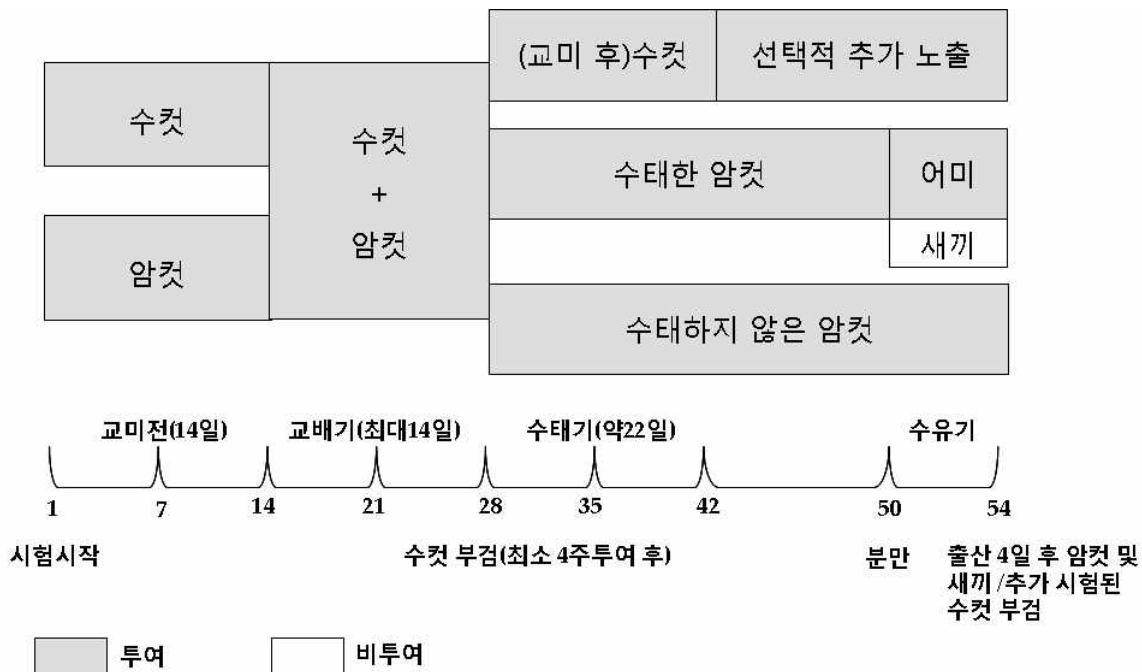 (교미 후)수컷
선택적 추가 노출
수컷
수컷
+
암컷
수태한 암컷
어미
새끼
암컷
수태하지 않은 암컷
교미전(14일)
교배기(최대14일)
수태기(약22일)
수유기
1 7 14 21 28 35 42 50 54
시험시작
수컷 부검(최소 4주투여 후)
분만
출산 4일 후 암컷 및
새끼 /추가 시험된
수컷 부검
투여
비투여